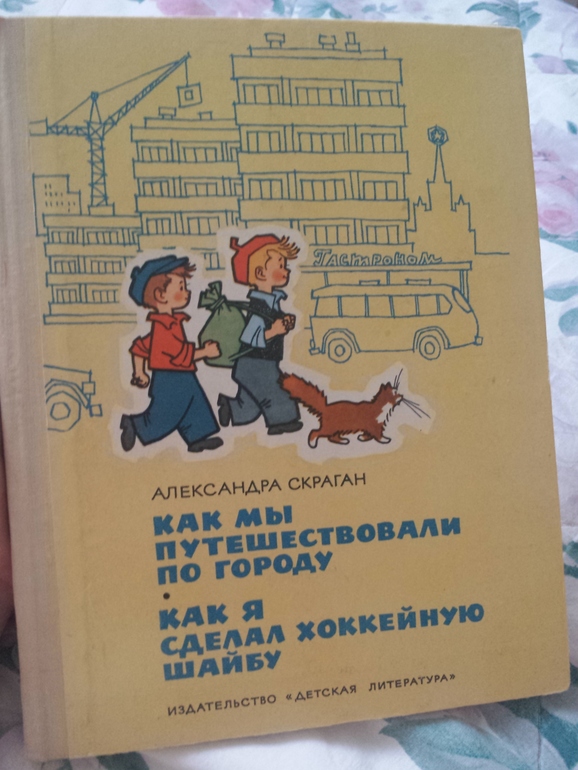 Гастроном
АЛЕКСАНДРА СКРАГАН
КАК МЫ
ПУТЕШЕСТВОВАЛИ
ПО ГОРОДУ
•
КАК Я
СДЕЛАЛ ХОККЕЙНУЮ
ШАЙБУ
ИЗДАТЕЛЬСТВО «ДЕТСКАЯ ЛИТЕРАТУРА»